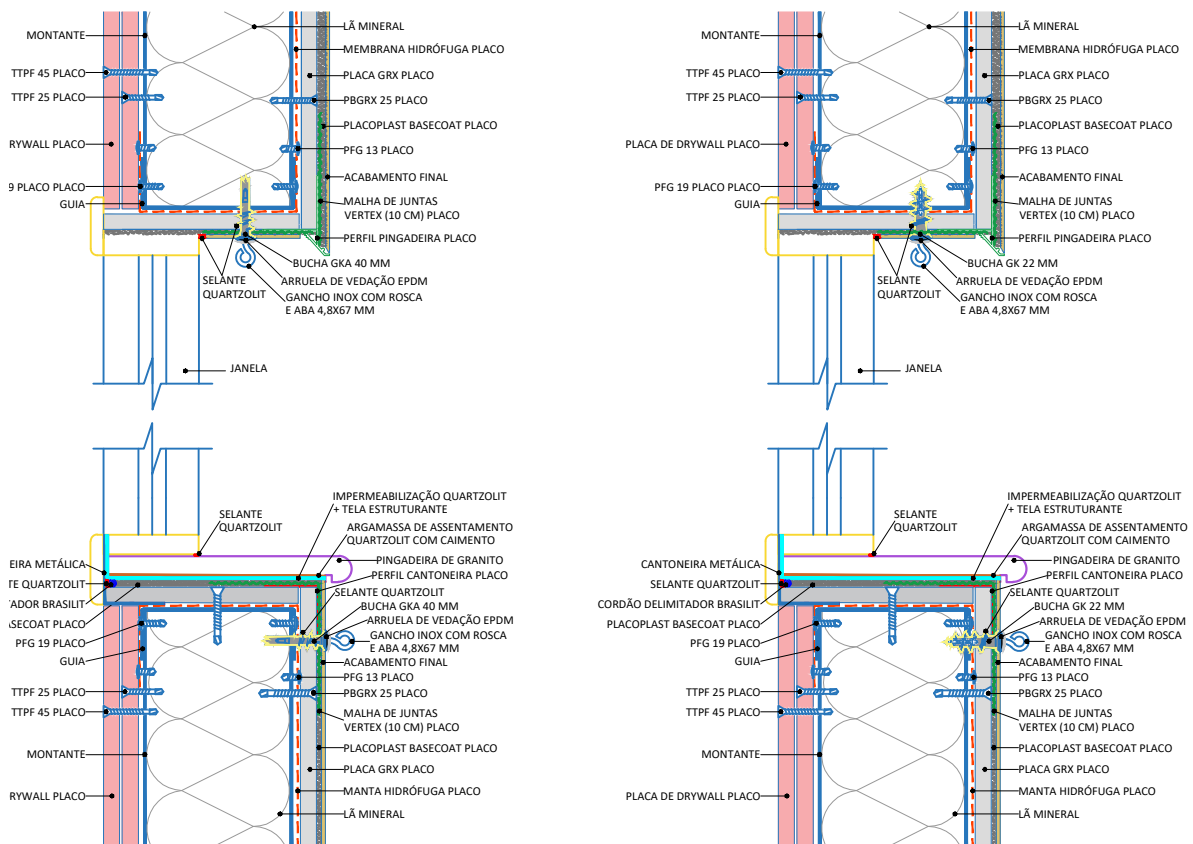 LÃ MINERAL
MONTANTE
MEMBRANA HIDRÓFUGA PLACO
TTPF 45 PLACO
PLACA GRX PLACO
TTPF 25 PLACO
PBGRX 25 PLACO
PLACOPLAST BASECOAT PLACO
RYWALL PLACO
PFG 13 PLACO
ACABAMENTO FINAL
9 PLACO PLACO
GUIA
MALHA DE JUNTAS
VERTEX (10 CM) PLACO
PERFIL PINGADEIRA PLACO
BUCHA GKA 40 MM
SELANTE
QUARTZOLIT
ARRUELA DE VEDAÇÃO EPDM
GANCHO INOX COM ROSCA
E ABA 4,8X67 MM
JANELA
LÃ MINERAL
MONTANTE
MEMBRANA HIDRÓFUGA PLACO
TTPF 45 PLACO
PLACA GRX PLACO
TTPF 25 PLACO
PBGRX 25 PLACO
PLACOPLAST BASECOAT PLACO
PLACA DE DRYWALL PLACO
PFG 13 PLACO
ACABAMENTO FINAL
PFG 19 PLACO PLACO
GUIA
MALHA DE JUNTAS
VERTEX (10 CM) PLACO
PERFIL PINGADEIRA PLACO
BUCHA GK 22 MM
SELANTE
QUARTZOLIT
ARRUELA DE VEDAÇÃO EPDM
GANCHO INOX COM ROSCA
E ABA 4,8X67 MM
JANELA
IMPERMEABILIZAÇÃO QUARTZOLIT
+ TELA ESTRUTURANTE
SELANTE
QUARTZOLIT
ARGAMASSA DE ASSENTAMENTO
QUARTZOLIT COM CAIMENTO
PINGADEIRA DE GRANITO
EIRA METÁLICA
PERFIL CANTONEIRA PLACO
TE QUARTZOLIT
SELANTE QUARTZOLIT
ADOR BRASILIT
BUCHA GKA 40 MM
ASECOAT PLACO
ARRUELA DE VEDAÇÃO EPDM
PFG 19 PLACO
GANCHO INOX COM ROSCA
E ABA 4,8X67 MM
GUIA
ACABAMENTO FINAL
PFG 13 PLACO
TTPF 25 PLACO
PBGRX 25 PLACO
TTPF 45 PLACO
MALHA DE JUNTAS
VERTEX (10 CM) PLACO
PLACOPLAST BASECOAT PLACO
MONTANTE
PLACA GRX PLACO
MANTA HIDRÓFUGA PLACO
RYWALL PLACO
LÃ MINERAL
IMPERMEABILIZAÇÃO QUARTZOLIT
+ TELA ESTRUTURANTE
SELANTE
QUARTZOLIT
ARGAMASSA DE ASSENTAMENTO
QUARTZOLIT COM CAIMENTO
PINGADEIRA DE GRANITO
CANTONEIRA METÁLICA
PERFIL CANTONEIRA PLACO
SELANTE QUARTZOLIT
SELANTE QUARTZOLIT
CORDÃO DELIMITADOR BRASILIT
BUCHA GK 22 MM
PLACOPLAST BASECOAT PLACO
ARRUELA DE VEDAÇÃO EPDM
PFG 19 PLACO
GANCHO INOX COM ROSCA
E ABA 4,8X67 MM
GUIA
ACABAMENTO FINAL
PFG 13 PLACO
TTPF 25 PLACO
PBGRX 25 PLACO
TTPF 45 PLACO
MALHA DE JUNTAS
VERTEX (10 CM) PLACO
PLACOPLAST BASECOAT PLACO
MONTANTE
PLACA GRX PLACO
MANTA HIDRÓFUGA PLACO
PLACA DE DRYWALL PLACO
LÃ MINERAL